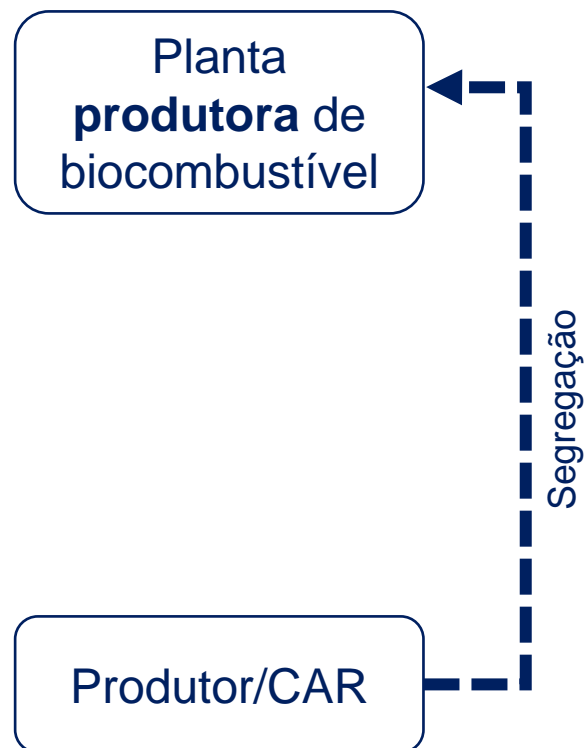 Planta
produtora de
biocombustível
Segregação
Produtor/CAR